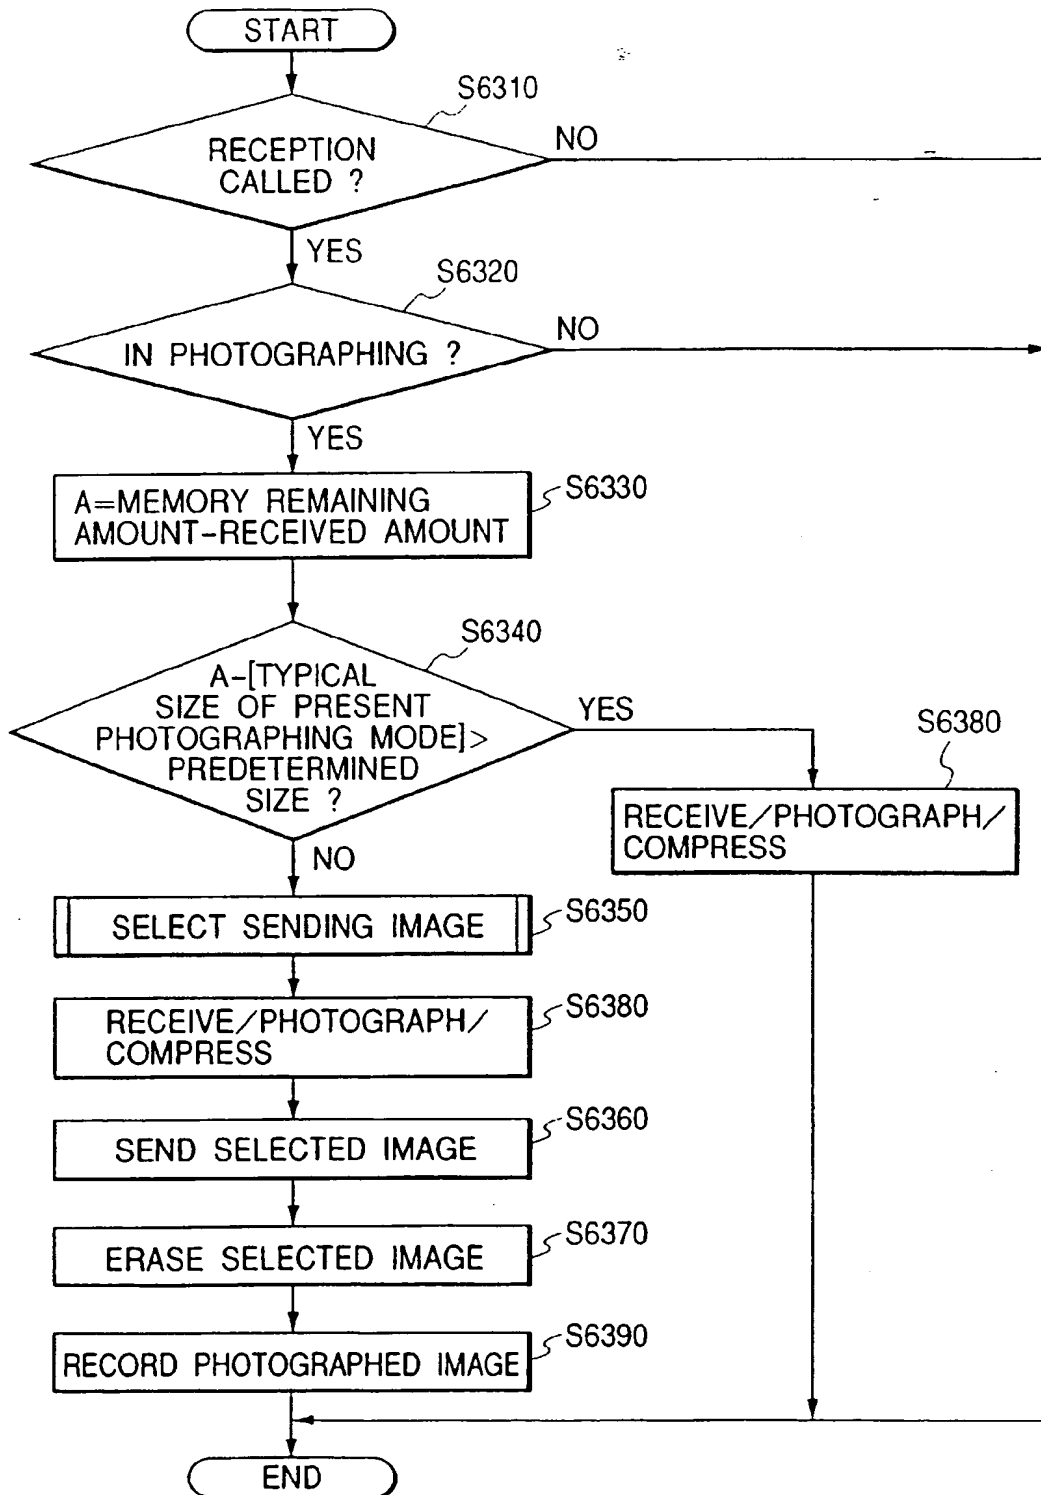 START
S6310
RECEPTION
CALLED ?
NO
YES
S6320
IN PHOTOGRAPHING ?
NO
YES
S6330
A=MEMORY REMAINING
AMOUNT-RECEIVED AMOUNT
S6340
A-[TYPICAL
SIZE OF PRESENT
PHOTOGRAPHING MODE]>
PREDETERMINED
SIZE ?
YES
NO
S6380
RECEIVE/PHOTOGRAPH/
COMPRESS
SELECT SENDING IMAGE
S6350
RECEIVE/PHOTOGRAPH/
COMPRESS
S6380
SEND SELECTED IMAGE
S6360
ERASE SELECTED IMAGE
S6370
RECORD PHOTOGRAPHED IMAGE
S6390
END